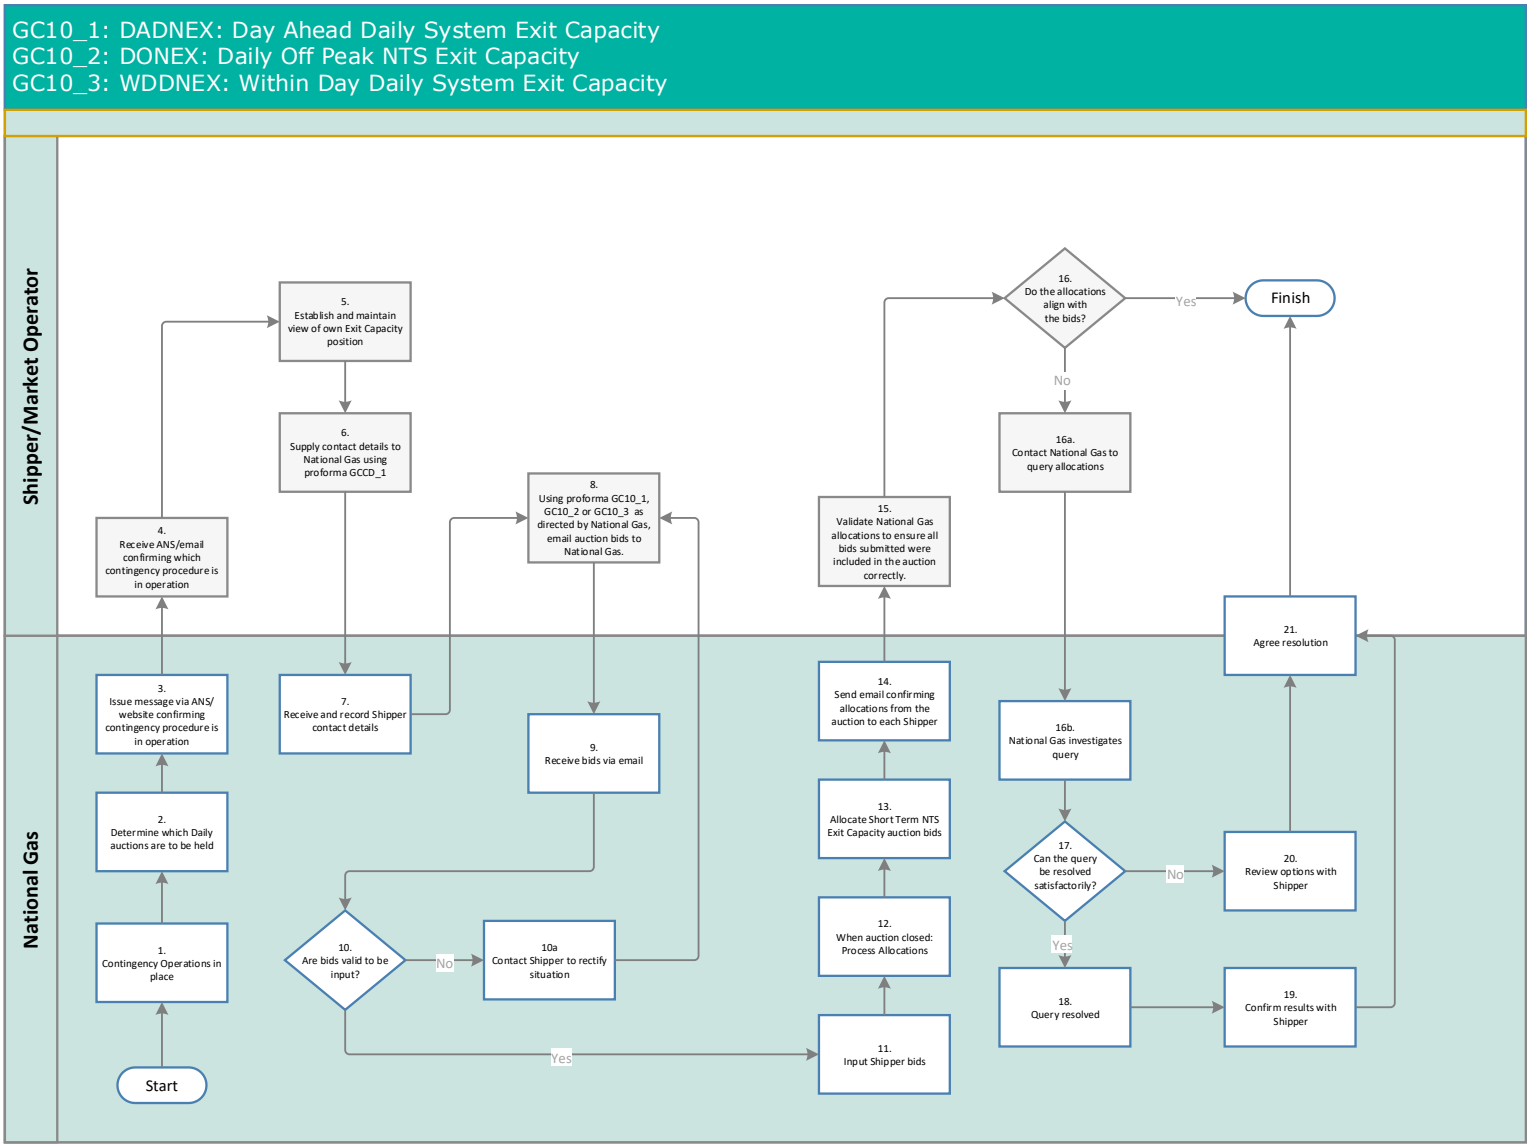 GC10_1: DADNEX: Day Ahead Daily System Exit Capacity
GC10_2: DONEX: Daily Off Peak NTS Exit Capacity
GC10_3: WDDNEX: Within Day Daily System Exit Capacity
Shipper/Market Operator
5.
Establish and maintain
view of own Exit Capacity
position
6.
Supply contact details to
National Gas using
proforma GCCD_1
4.
Receive ANS/email
confirming which
contingency procedure is
in operation
8.
Using proforma GC10_1,
GC10_2 or GC10_3 as
directed by National Gas,
email auction bids to
National Gas.
15.
Validate National Gas
allocations to ensure all
bids submitted were
included in the auction
correctly.
16.
Do the allocations
align with
the bids?
Yes
Finish
No
16a.
Contact National Gas to
query allocations
21.
Agree resolution
National Gas
3.
Issue message via ANS/
website confirming
contingency procedure is
in operation
2.
Determine which Daily
auctions are to be held
1.
Contingency Operations in
place
Start
7.
Receive and record Shipper
contact details
9.
Receive bids via email
10.
Are bids valid to be
input?
No
10a
Contact Shipper to rectify
situation
Yes
14.
Send email confirming
allocations from the
auction to each Shipper
13.
Allocate Short Term NTS
Exit Capacity auction bids
12.
When auction closed:
Process Allocations
11.
Input Shipper bids
16b.
National Gas investigates
query
17.
Can the query
be resolved
satisfactorily?
No
20.
Review options with
Shipper
Yes
18.
Query resolved
19.
Confirm results with
Shipper